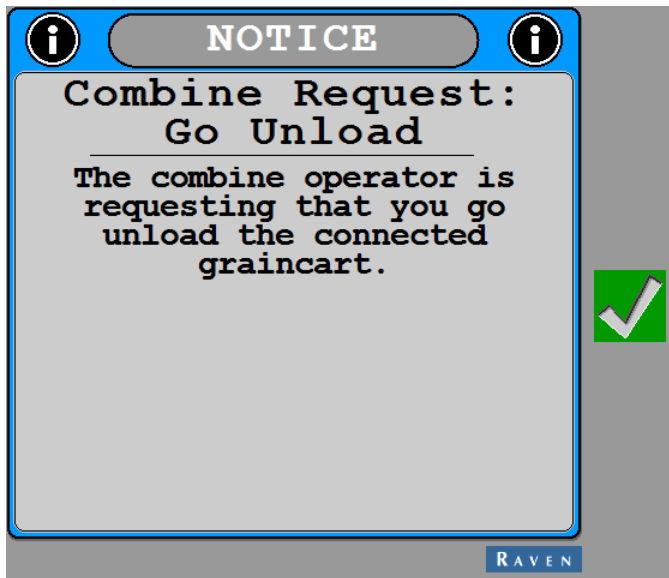 NOTICE
Combine Request:
Go Unload
The combine operator is
requesting that you go
unload the connected
graincart.
RAVEN